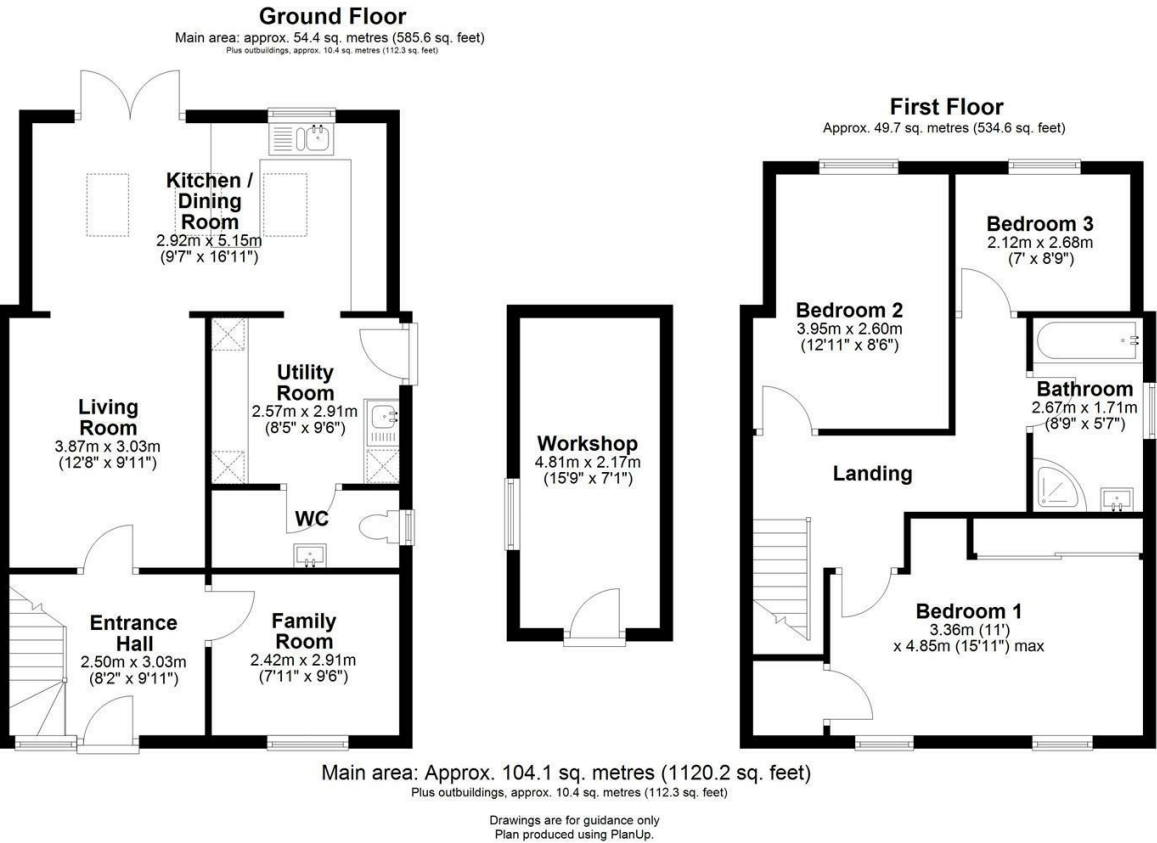 Ground Floor
Main area: approx. 54.4 sq. metres (585.6 sq. feet)
Plus outbuildings, approx. 10.4 sq. metres (112.3 sq. feet)
Kitchen /
Dining
Room
2.92m x 5.15m
(9'7" x 16'11")
Utility
Room
2.57m x 2.91m
(8'5" x 9'6")
Living
Room
3.87m x 3.03m
(12'8" x 9'11")
WC
Entrance
Hall
2.50m x 3.03m
(8'2" x 9'11")
Family
Room
2.42m x 2.91m
(7'11" x 9'6")
Workshop
4.81m x 2.17m
(15'9" x 7'1")
First Floor
Approx. 49.7 sq. metres (534.6 sq. feet)
Bedroom 3
2.12m x 2.68m
(7' x 8'9")
Bedroom 2
3.95m x 2.60m
(12'11" x 8'6")
Bathroom
2.67m x 1.71m
(8'9" x 5'7")
Landing
Bedroom 1
3.36m (11')
x 4.85m (15'11") max
Main area: Approx. 104.1 sq. metres (1120.2 sq. feet)
Plus outbuildings, approx. 10.4 sq. metres (112.3 sq. feet)
Drawings are for guidance only
Plan produced using PlanUp.